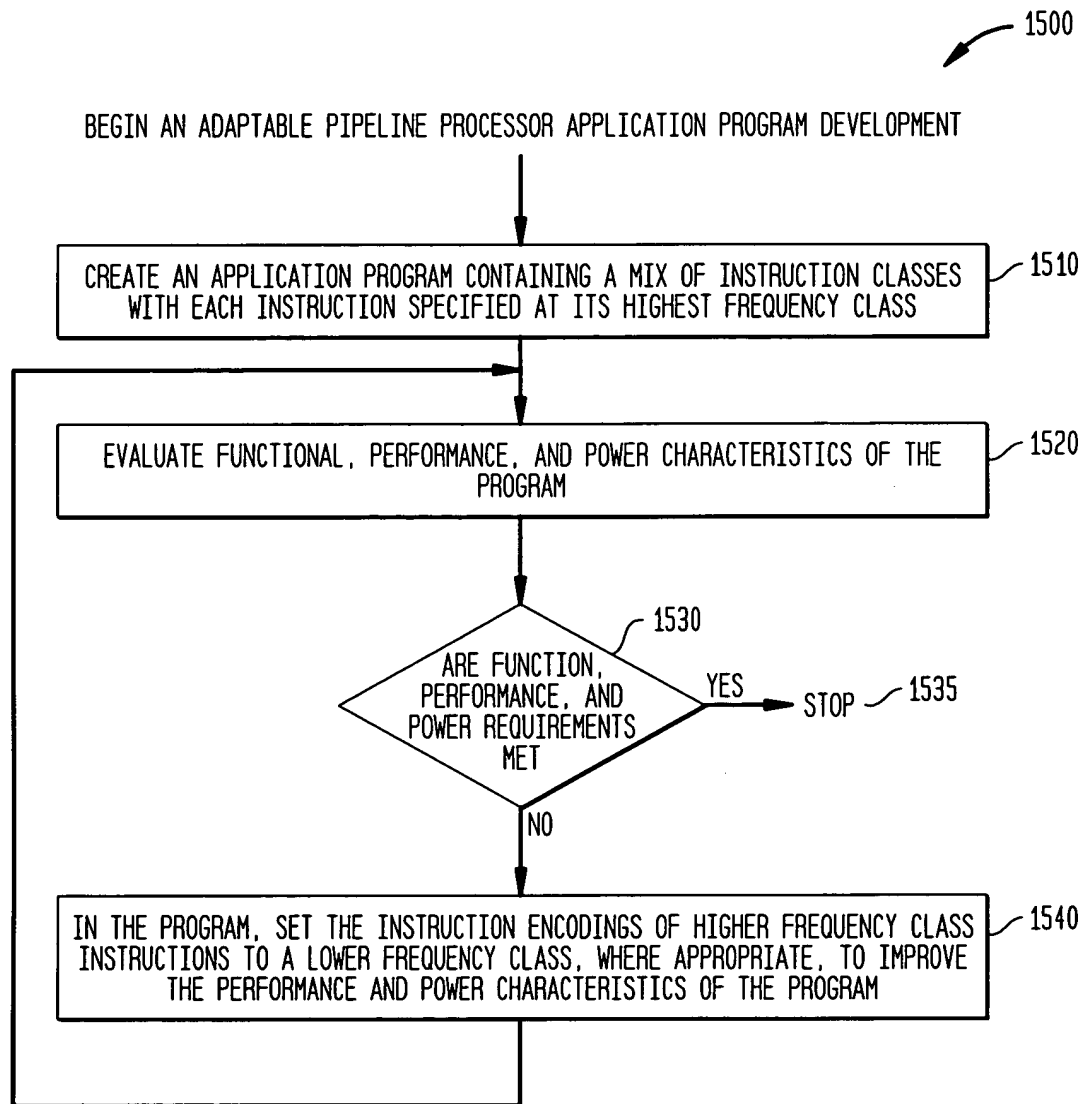 1500
BEGIN AN ADAPTABLE PIPELINE PROCESSOR APPLICATION PROGRAM DEVELOPMENT
CREATE AN APPLICATION PROGRAM CONTAINING A MIX OF INSTRUCTION CLASSES
WITH EACH INSTRUCTION SPECIFIED AT ITS HIGHEST FREQUENCY CLASS
1510
EVALUATE FUNCTIONAL, PERFORMANCE, AND POWER CHARACTERISTICS OF THE
PROGRAM
1520
1530
ARE FUNCTION,
PERFORMANCE, AND
POWER REQUIREMENTS
MET
YES
STOP
1535
NO
IN THE PROGRAM, SET THE INSTRUCTION ENCODINGS OF HIGHER FREQUENCY CLASS
INSTRUCTIONS TO A LOWER FREQUENCY CLASS, WHERE APPROPRIATE, TO IMPROVE
THE PERFORMANCE AND POWER CHARACTERISTICS OF THE PROGRAM
1540